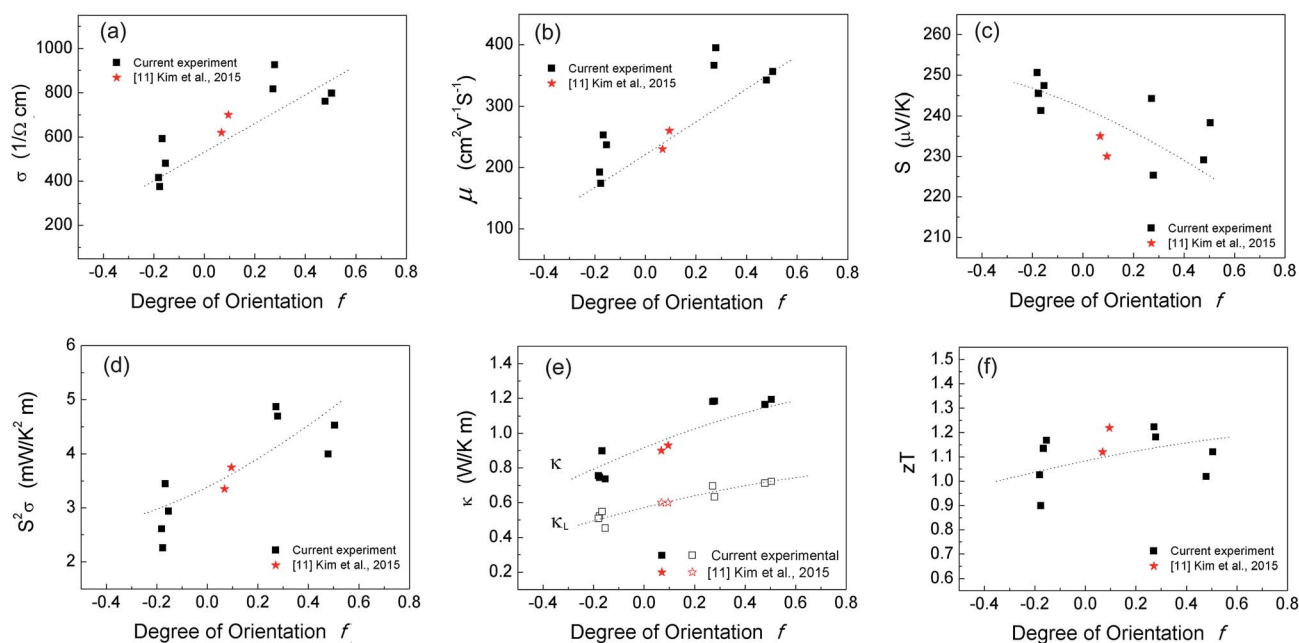 (a)
1000
800
600
400
200
0
σ (1/Ω cm)
■ Current experiment
★ [11] Kim et al., 2015
-0.4 -0.2 0.0 0.2 0.4 0.6 0.8
Degree of Orientation f
(b)
400
300
200
100
μ (cm²V⁻¹S⁻¹)
■ Current experiment
★ [11] Kim et al., 2015
-0.4 -0.2 0.0 0.2 0.4 0.6 0.8
Degree of Orientation f
(c)
260
250
240
230
220
210
S (μV/K)
■ Current experiment
★ [11] Kim et al., 2015
-0.4 -0.2 0.0 0.2 0.4 0.6 0.8
Degree of Orientation f
(d)
6
5
4
3
2
S²σ (mW/K² m)
■ Current experiment
★ [11] Kim et al., 2015
-0.4 -0.2 0.0 0.2 0.4 0.6 0.8
Degree of Orientation f
(e)
1.4
1.2
1.0
0.8
0.6
0.4
0.2
κ (W/K m)
κ
κL
■ □ Current experimental
★ ☆ [11] Kim et al., 2015
-0.4 -0.2 0.0 0.2 0.4 0.6 0.8
Degree of Orientation f
(f)
1.5
1.4
1.3
1.2
1.1
1.0
0.9
0.8
0.7
0.6
zT
■ Current experiment
★ [11] Kim et al., 2015
-0.4 -0.2 0.0 0.2 0.4 0.6 0.8
Degree of Orientation f